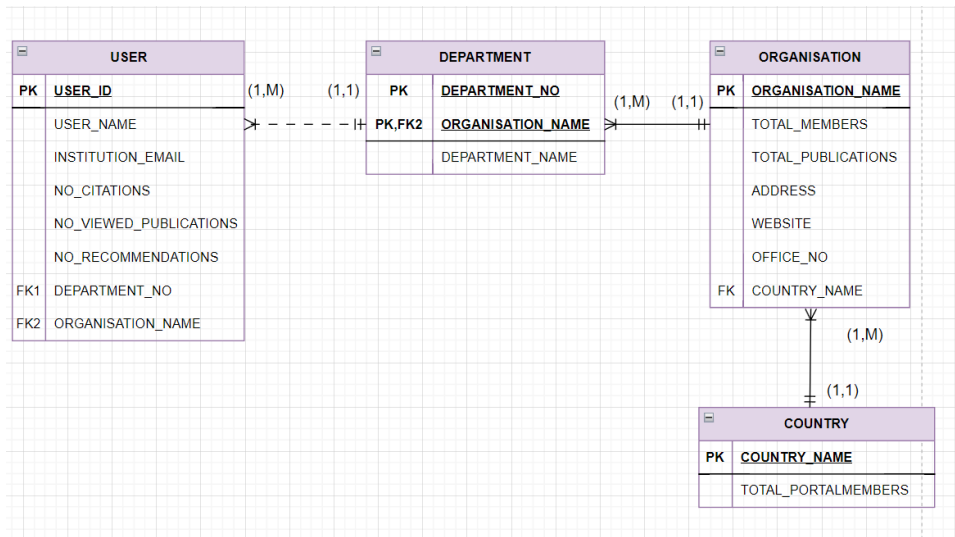 USER
PK USER_ID
USER_NAME
INSTITUTION_EMAIL
NO_CITATIONS
NO_VIEWED_PUBLICATIONS
NO_RECOMMENDATIONS
FK1 DEPARTMENT_NO
FK2 ORGANISATION_NAME
(1,M) (1,1)
DEPARTMENT
PK DEPARTMENT_NO
PK,FK2 ORGANISATION_NAME
DEPARTMENT_NAME
(1,M) (1,1)
ORGANISATION
PK ORGANISATION_NAME
TOTAL_MEMBERS
TOTAL_PUBLICATIONS
ADDRESS
WEBSITE
OFFICE_NO
FK COUNTRY_NAME
(1,M)
(1,1)
COUNTRY
PK COUNTRY_NAME
TOTAL_PORTALMEMBERS